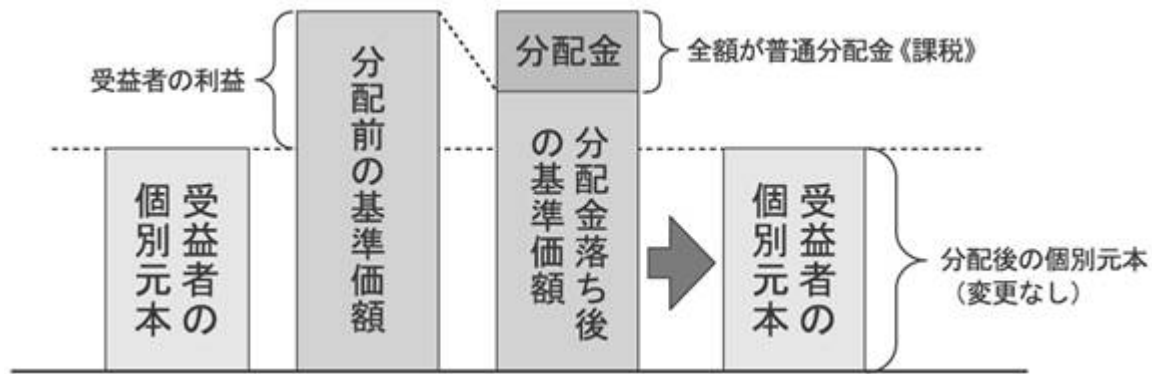 受益者の利益
受益者の
個別元本
分配前の基準価額
分配金
全額が普通分配金《課税》
分配金落ち後
の基準価額
受益者の
個別元本
分配後の個別元本
（変更なし）